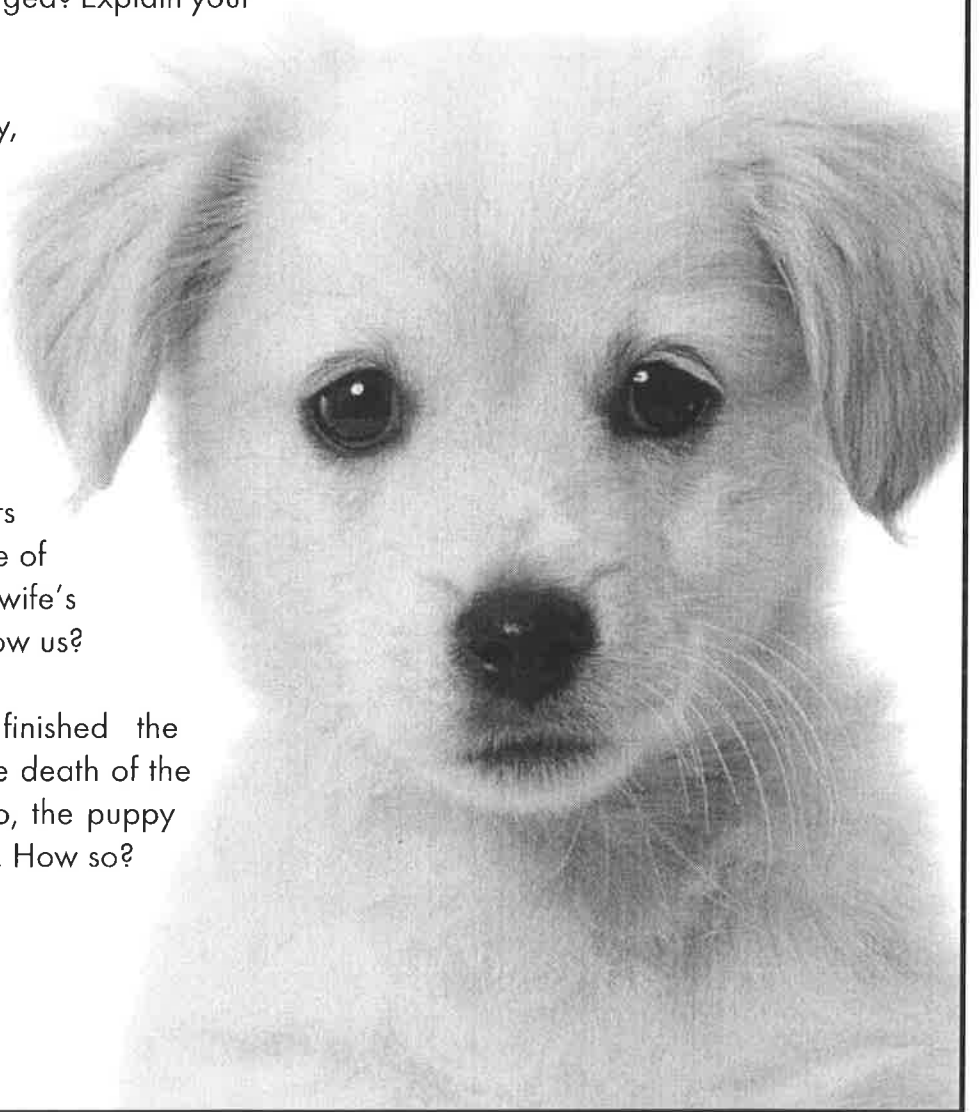 ged? Explain your
y,
rs
e of
wife's
ow us?
finished the
e death of the
o, the puppy
. How so?